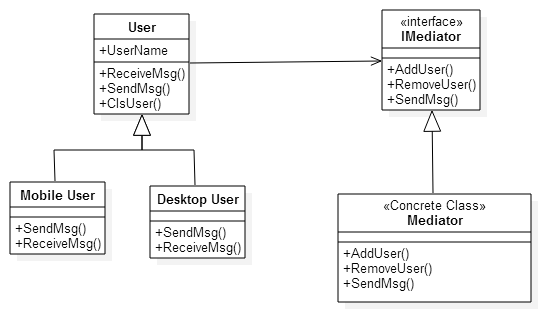 User
+UserName
+ReceiveMsg()
+SendMsg()
+ClsUser()
«interface»
IMediator
+AddUser()
+RemoveUser()
+SendMsg()
Mobile User
+SendMsg()
+ReceiveMsg()
Desktop User
+SendMsg()
+ReceiveMsg()
«Concrete Class»
Mediator
+AddUser()
+RemoveUser()
+SendMsg()